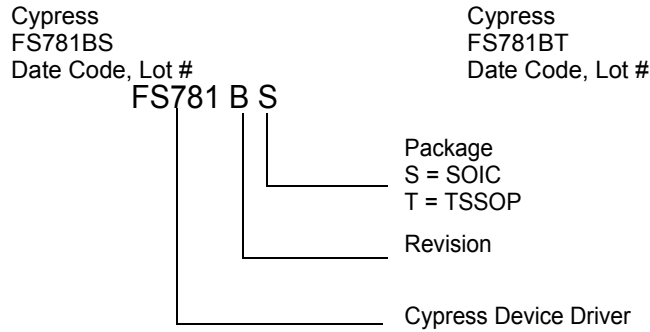 Cypress
FS781BS
Date Code, Lot #
Cypress
FS781BT
Date Code, Lot #
FS781 B S
Package
S = SOIC
T = TSSOP
Revision
Cypress Device Driver